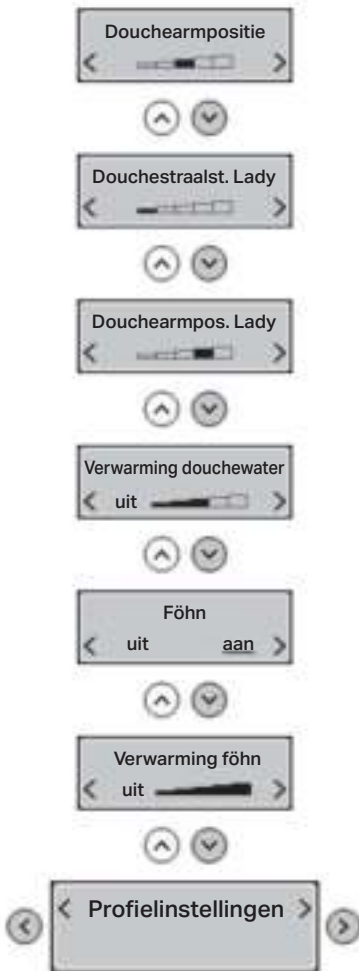 Douchearmpositie
Douchestraalst. Lady
Douchearmpos. Lady
Verwarming douchewater
uit
Föhn
uit aan
Verwarming föhn
uit
Profielinstellingen